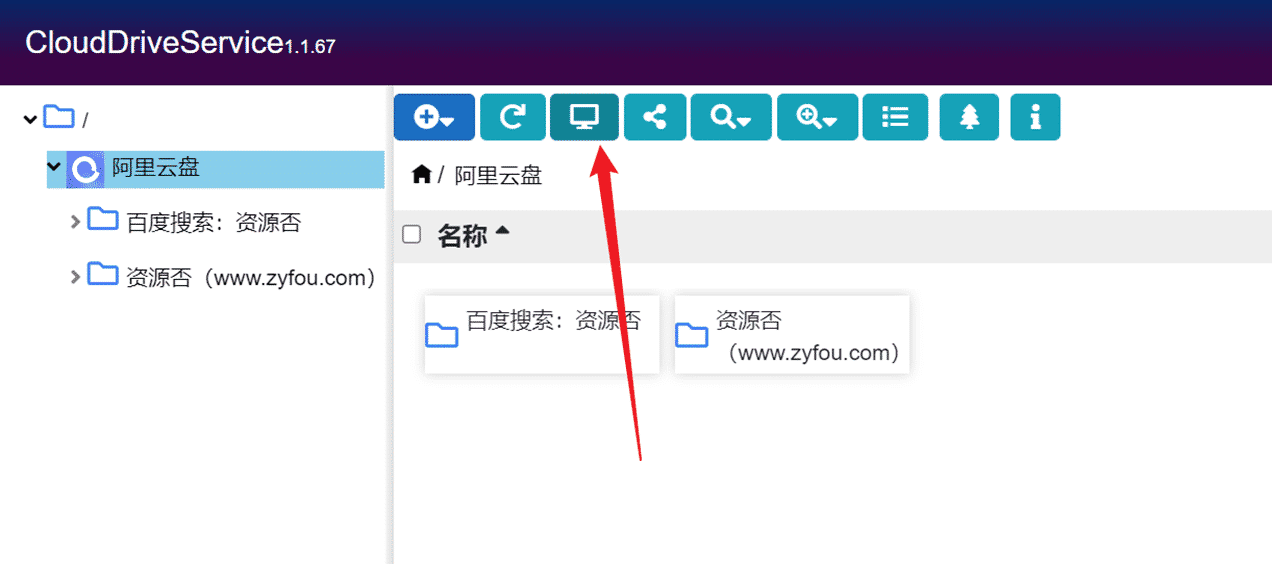 CloudDriveService1.1.67
/
阿里云盘
百度搜索：资源否
资源否（www.zyfou.com）
/ 阿里云盘
名称
百度搜索：资源否
资源否
（www.zyfou.com）